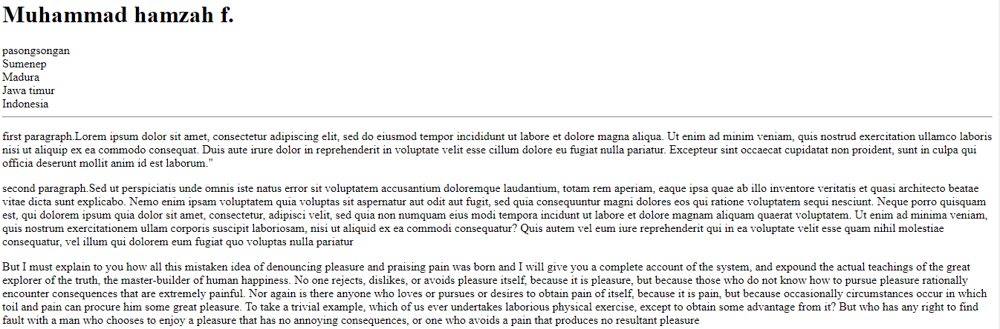 Muhammad hamzah f.
pasongsongan
Sumenep
Madura
Jawa timur
Indonesia
first paragraph.Lorem ipsum dolor sit amet, consectetur adipiscing elit, sed do eiusmod tempor incididunt ut labore et dolore magna aliqua. Ut enim ad minim veniam, quis nostrud exercitation ullamco laboris
nisi ut aliquip ex ea commodo consequat. Duis aute irure dolor in reprehenderit in voluptate velit esse cillum dolore eu fugiat nulla pariatur. Excepteur sint occaecat cupidatat non proident, sunt in culpa qui
officia deserunt mollit anim id est laborum."
second paragraph.Sed ut perspiciatis unde omnis iste natus error sit voluptatem accusantium doloremque laudantium, totam rem aperiam, eaque ipsa quae ab illo inventore veritatis et quasi architecto beatae
vitae dicta sunt explicabo. Nemo enim ipsam voluptatem quia voluptas sit aspernatur aut odit aut fugit, sed quia consequuntur magni dolores eos qui ratione voluptatem sequi nesciunt. Neque porro quisquam
est, qui dolorem ipsum quia dolor sit amet, consectetur, adipisci velit, sed quia non numquam eius modi tempora incidunt ut labore et dolore magnam aliquam quaerat voluptatem. Ut enim ad minima veniam,
quis nostrum exercitationem ullam corporis suscipit laboriosam, nisi ut aliquid ex ea commodi consequatur? Quis autem vel eum iure reprehenderit qui in ea voluptate velit esse quam nihil molestiae
consequatur, vel illum qui dolorem eum fugiat quo voluptas nulla pariatur
But I must explain to you how all this mistaken idea of denouncing pleasure and praising pain was born and I will give you a complete account of the system, and expound the actual teachings of the great
explorer of the truth, the master-builder of human happiness. No one rejects, dislikes, or avoids pleasure itself, because it is pleasure, but because those who do not know how to pursue pleasure rationally
encounter consequences that are extremely painful. Nor again is there anyone who loves or pursues or desires to obtain pain of itself, because it is pain, but because occasionally circumstances occur in which
toil and pain can procure him some great pleasure. To take a trivial example, which of us ever undertakes laborious physical exercise, except to obtain some advantage from it? But who has any right to find
fault with a man who chooses to enjoy a pleasure that has no annoying consequences, or one who avoids a pain that produces no resultant pleasure